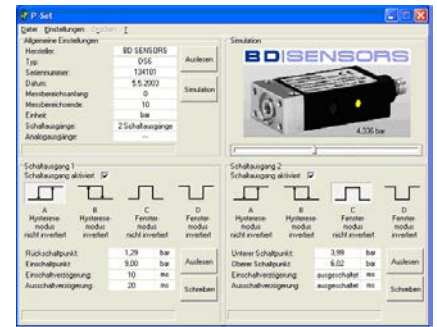 P-Set
Datei Einstellungen Drucken ?
Allgemeine Einstellungen
Hersteller: BD SENSORS
Typ: DS6
Seriennummer: 134101
Datum: 5.5.2003
Messbereichsanfang: 0
Messbereichsende: 10
Einheit: bar
Schaltausgänge: 2 Schaltausgänge
Analogausgänge: ---
Auslesen
Simulation
Simulation
BD|SENSORS
4,336 bar
Schaltausgang 1
Schaltausgang aktiviert
A
Hysterese-
modus
nicht invertiert
B
Hysterese-
modus
invertiert
C
Fenster-
modus
nicht invertiert
D
Fenster-
modus
invertiert
Rückschaltpunkt: 1,29 bar
Einschaltpunkt: 9,00 bar
Einschaltverzögerung: 10 ms
Ausschaltverzögerung: 20 ms
Auslesen
Schreiben
Schaltausgang 2
Schaltausgang aktiviert
A
Hysterese-
modus
nicht invertiert
B
Hysterese-
modus
invertiert
C
Fenster-
modus
nicht invertiert
D
Fenster-
modus
invertiert
Unterer Schaltpunkt: 3,99 bar
Oberer Schaltpunkt: 6,02 bar
Einschaltverzögerung: ausgeschaltet ms
Ausschaltverzögerung: ausgeschaltet ms
Auslesen
Schreiben